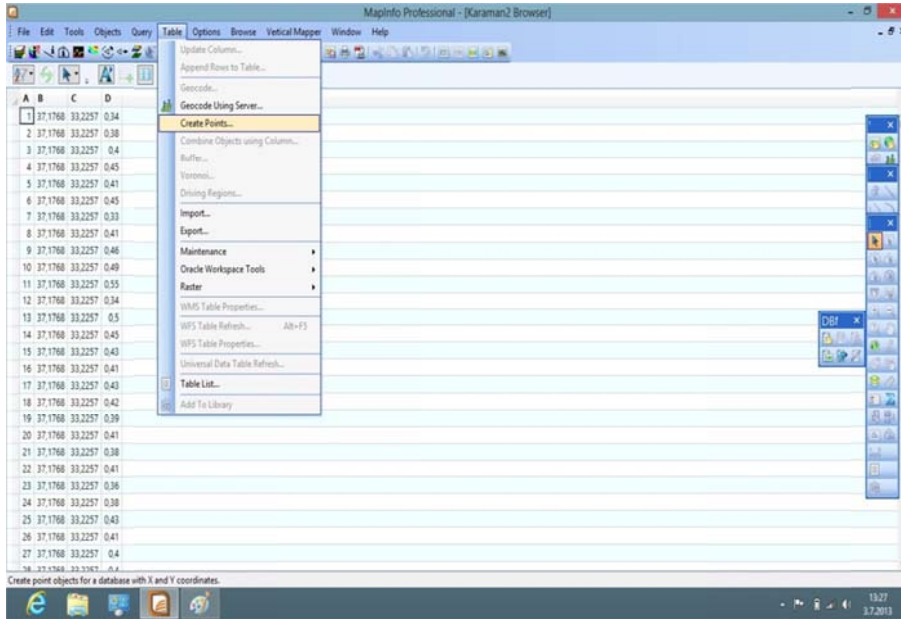 MapInfo Professional - [Karaman2 Browser]
File Edit Tools Objects Query Table Options Browse Vertical Mapper Window Help
Update Column...
Append Rows to Table...
Geocode...
Geocode Using Server...
Create Points...
Combine Objects using Column...
Buffer...
Voronoi...
Driving Regions...
Import...
Export...
Maintenance
Oracle Workspace Tools
Raster
WMS Table Properties...
WFS Table Refresh... Alt+F5
WFS Table Properties...
Universal Data Table Refresh...
Table List...
Add To Library
A B C D
1 37,1768 33,2257 0,34
2 37,1768 33,2257 0,38
3 37,1768 33,2257 0,4
4 37,1768 33,2257 0,45
5 37,1768 33,2257 0,41
6 37,1768 33,2257 0,45
7 37,1768 33,2257 0,33
8 37,1768 33,2257 0,41
9 37,1768 33,2257 0,46
10 37,1768 33,2257 0,49
11 37,1768 33,2257 0,55
12 37,1768 33,2257 0,34
13 37,1768 33,2257 0,5
14 37,1768 33,2257 0,45
15 37,1768 33,2257 0,43
16 37,1768 33,2257 0,41
17 37,1768 33,2257 0,43
18 37,1768 33,2257 0,42
19 37,1768 33,2257 0,39
20 37,1768 33,2257 0,41
21 37,1768 33,2257 0,38
22 37,1768 33,2257 0,41
23 37,1768 33,2257 0,36
24 37,1768 33,2257 0,38
25 37,1768 33,2257 0,43
26 37,1768 33,2257 0,41
27 37,1768 33,2257 0,4
28 37,1768 33,2257 0,4
DBf
Create point objects for a database with X and Y coordinates.
13:27
3.7.2013